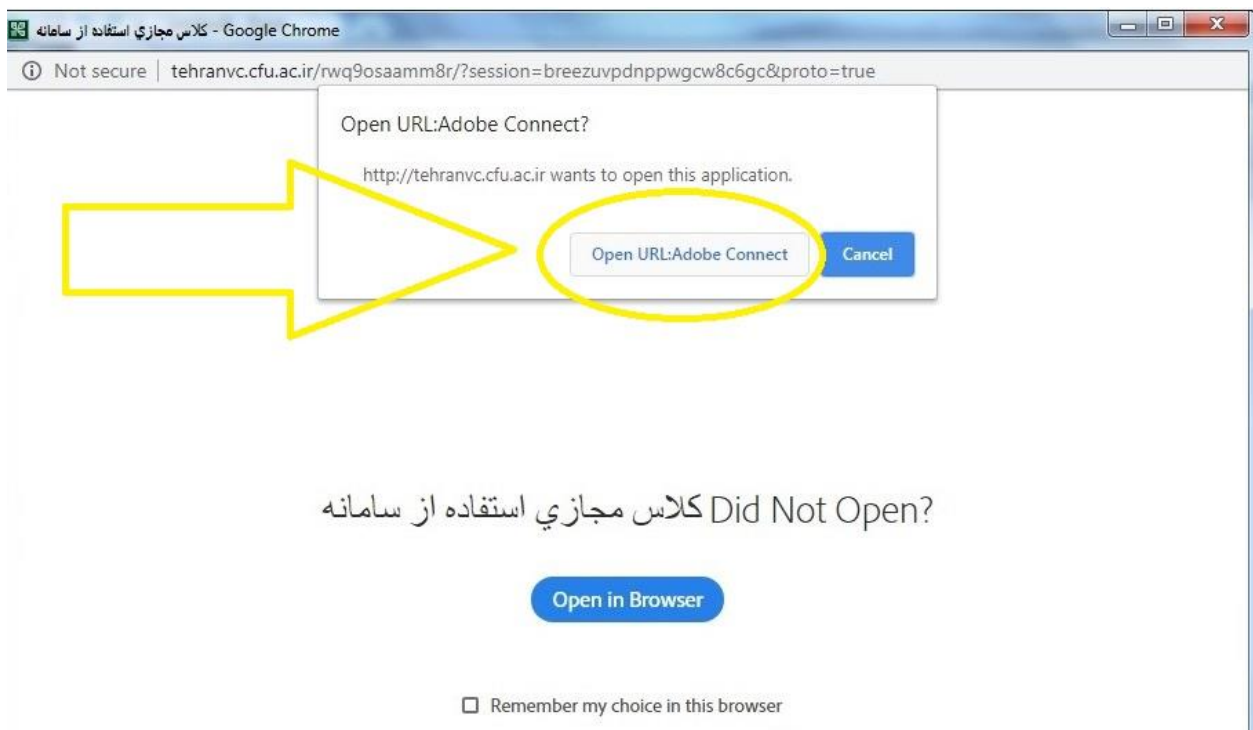 کلاس مجازي استفاده از سامانه - Google Chrome
Not secure | tehranvc.cfu.ac.ir/rwq9osaamm8r/?session=breezuvpdnppwgcw8c6gc&proto=true
Open URL:Adobe Connect?
http://tehranvc.cfu.ac.ir wants to open this application.
Open URL:Adobe Connect
Cancel
کلاس مجازي استفاده از سامانه Did Not Open?
Open in Browser
Remember my choice in this browser